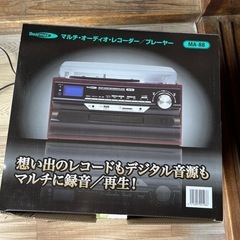 Bearmax
マルチ・オーディオ・レコーダー／プレーヤー
MA-88
想い出のレコードもデジタル音源も
マルチに録音／再生！